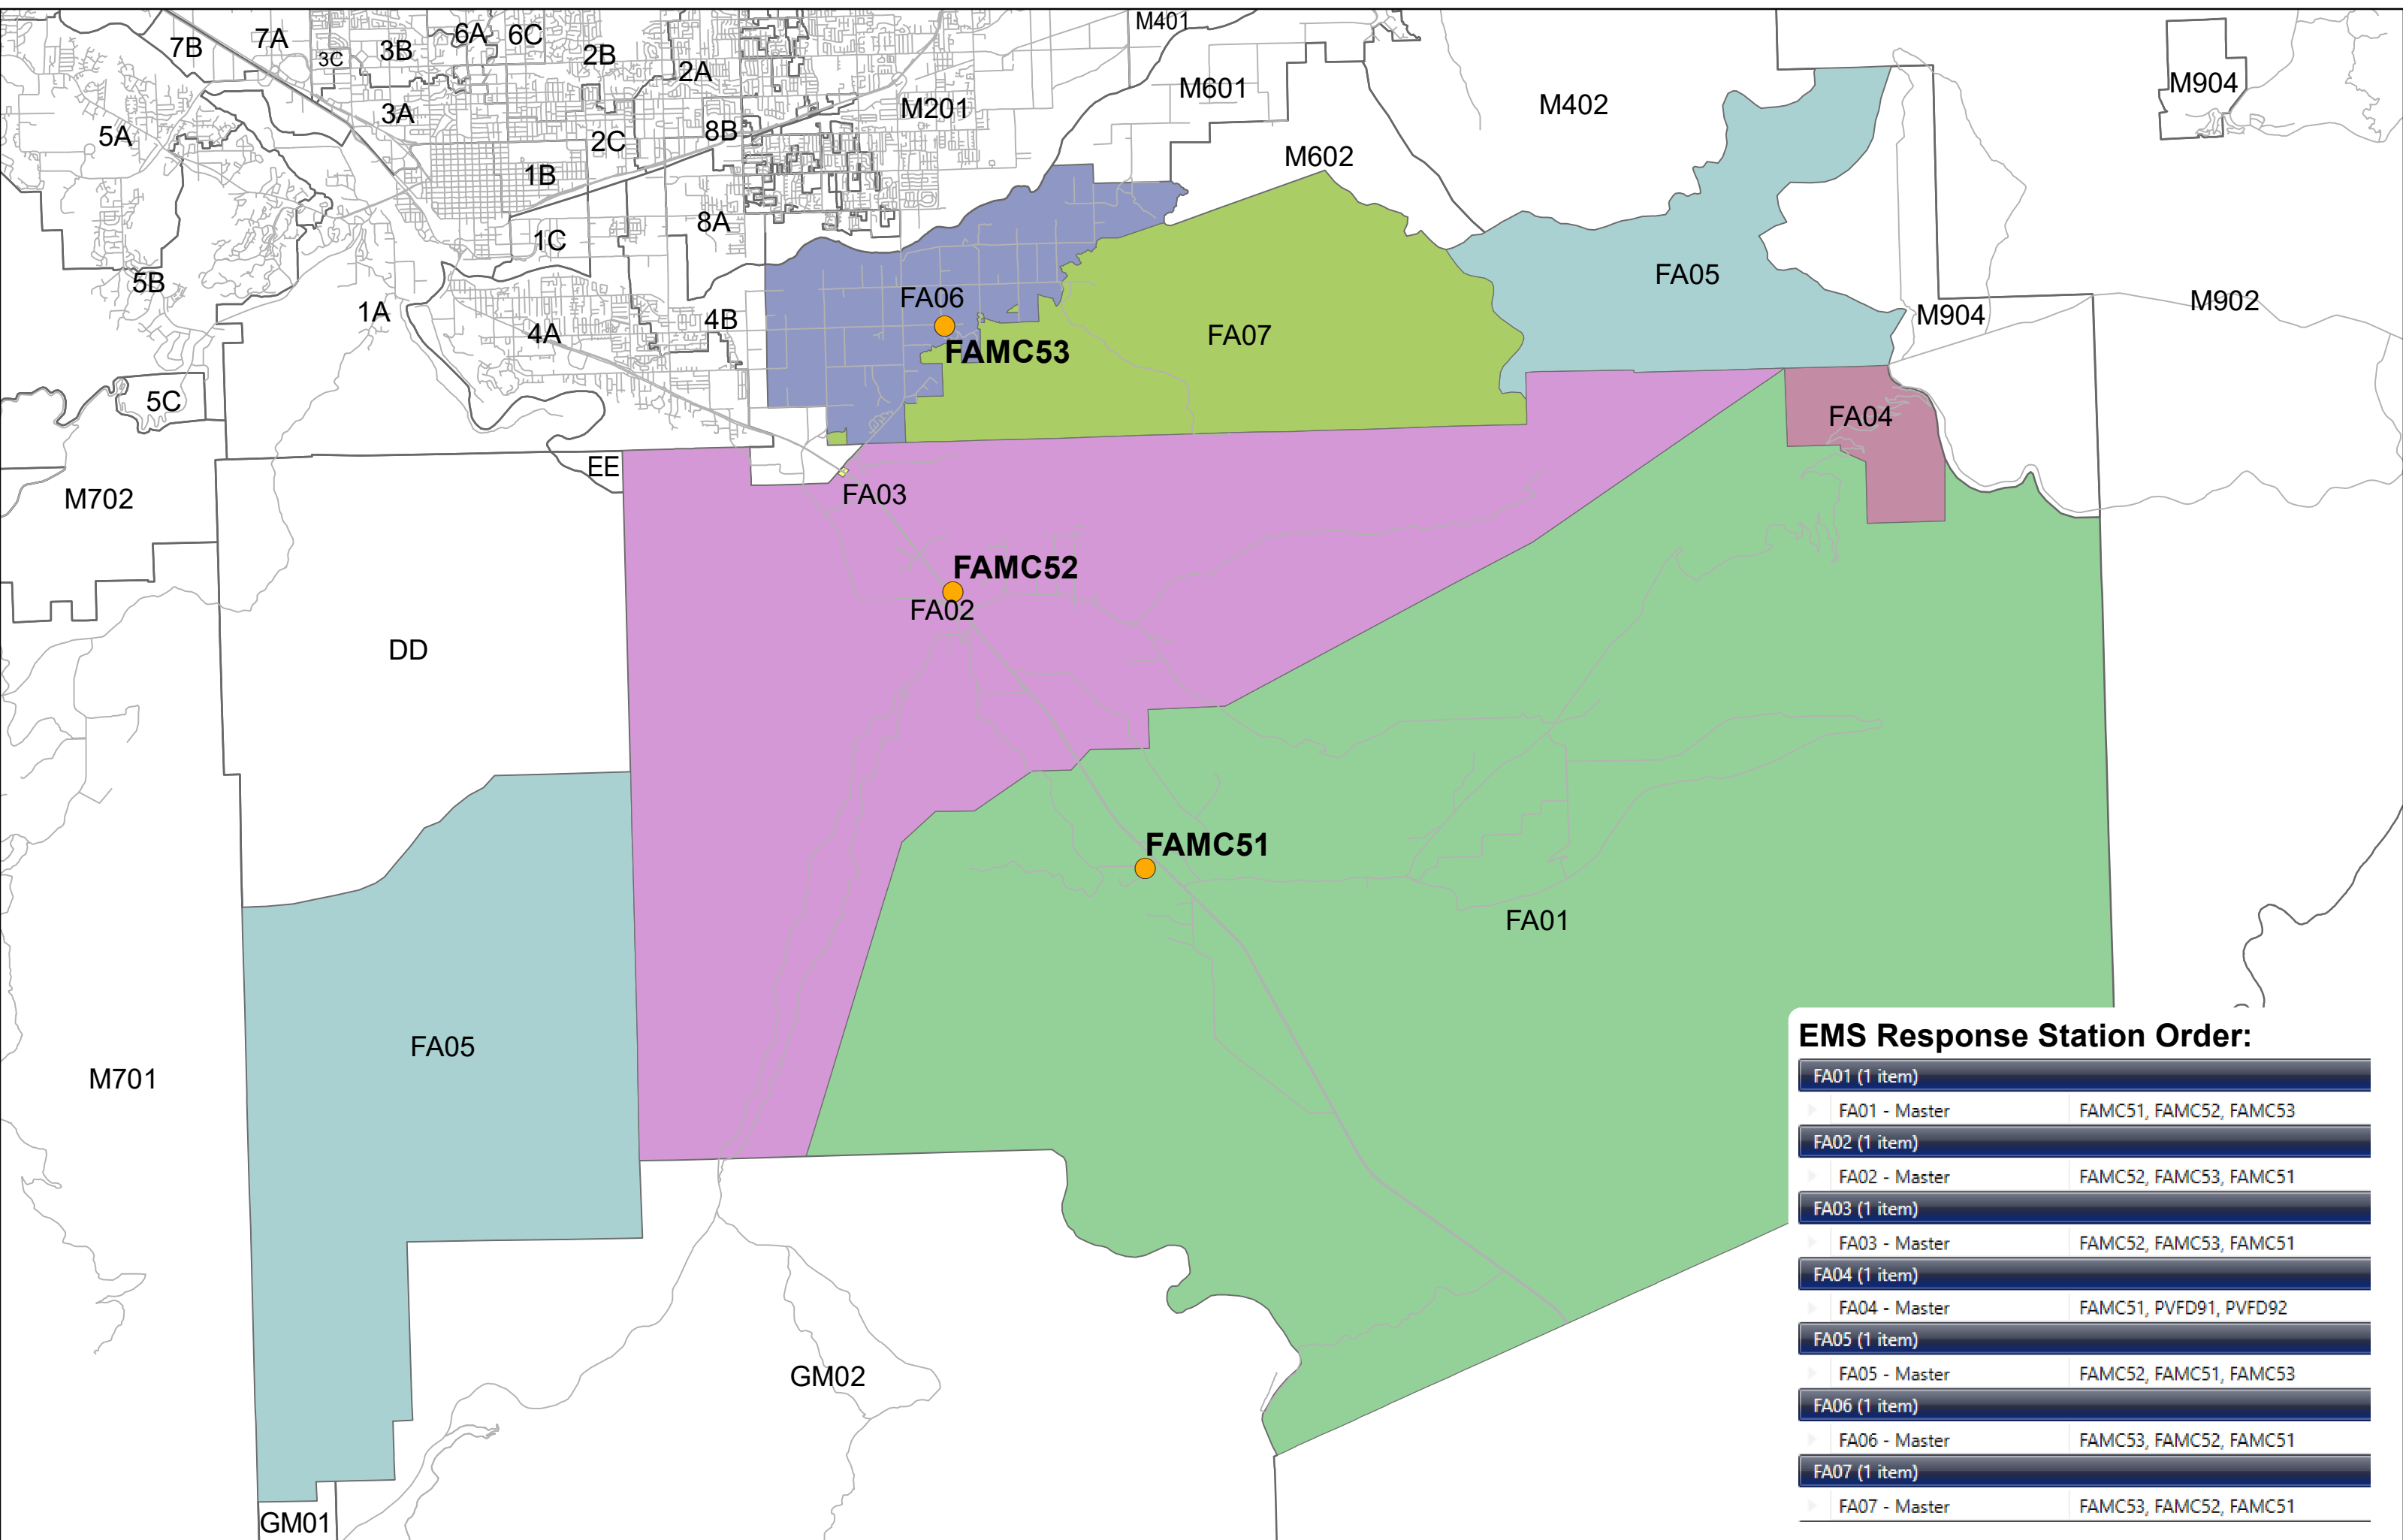 M401
7B
7A
3C
3B
6A
6C
2B
2A
M201
M601
M402
M904
5A
3A
2C
8B
1B
M602
8A
1C
5B
1A
4A
4B
FA06
FAMC53
FA07
FA05
M904
M902
5C
FA04
EE
M702
FA03
FAMC52
FA02
DD
FAMC51
FA01
FA05
M701
GM02
GM01
EMS Response Station Order:
FA01 (1 item)
FA01 - Master FAMC51, FAMC52, FAMC53
FA02 (1 item)
FA02 - Master FAMC52, FAMC53, FAMC51
FA03 (1 item)
FA03 - Master FAMC52, FAMC53, FAMC51
FA04 (1 item)
FA04 - Master FAMC51, PVFD91, PVFD92
FA05 (1 item)
FA05 - Master FAMC52, FAMC51, FAMC53
FA06 (1 item)
FA06 - Master FAMC53, FAMC52, FAMC51
FA07 (1 item)
FA07 - Master FAMC53, FAMC52, FAMC51